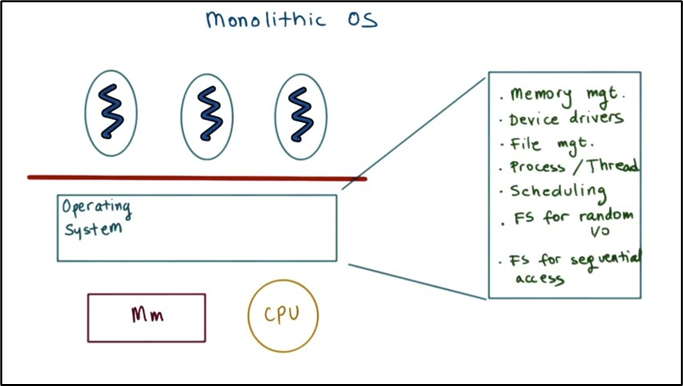 Monolithic OS
Operating
System
Mm
CPU
· Memory mgt.
· Device drivers
· File mgt.
· Process / Thread
· Scheduling
· FS for random
I/O
· FS for sequential
access